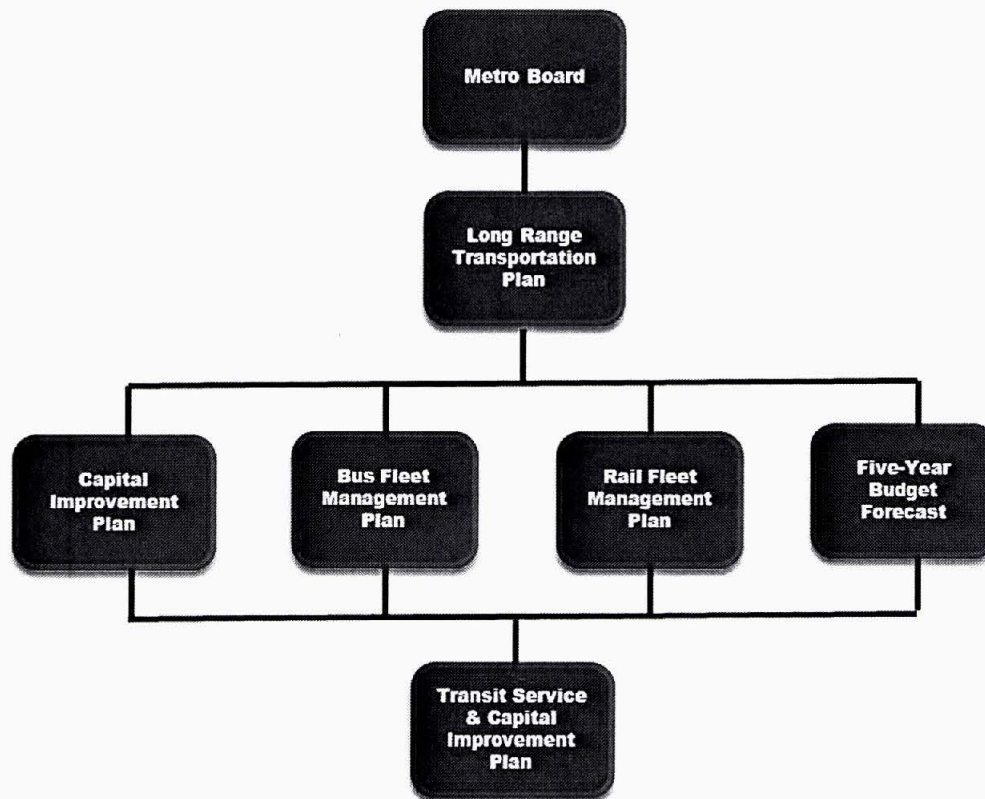 Metro Board
Long Range
Transportation
Plan
Capital
Improvement
Plan
Bus Fleet
Management
Plan
Rail Fleet
Management
Plan
Five-Year
Budget
Forecast
Transit Service
& Capital
Improvement
Plan